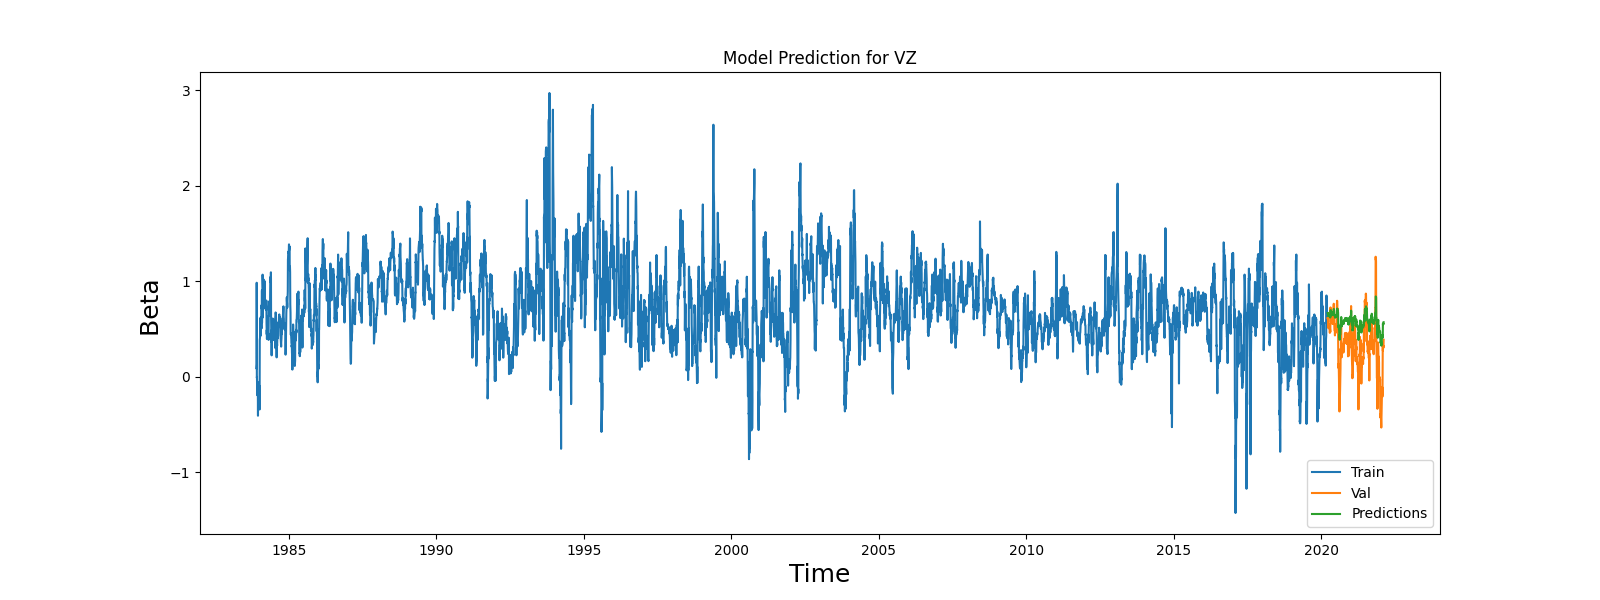 Model Prediction for VZ
Beta
3
2
1
0
−1
1985
1990
1995
2000
2005
2010
2015
2020
Time
Train
Val
Predictions